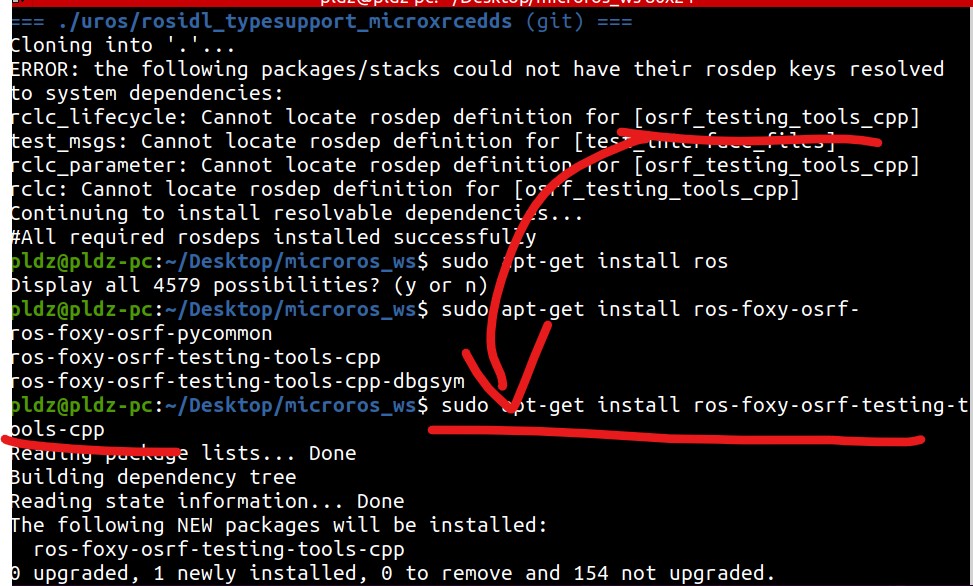 === ./uros/rosidl_typesupport_microxrcedds (git) ===
Cloning into '.'...
ERROR: the following packages/stacks could not have their rosdep keys resolved
to system dependencies:
rclc_lifecycle: Cannot locate rosdep definition for [osrf_testing_tools_cpp]
test_msgs: Cannot locate rosdep definition for [test_interface_files]
rclc_parameter: Cannot locate rosdep definition for [osrf_testing_tools_cpp]
rclc: Cannot locate rosdep definition for [osrf_testing_tools_cpp]
Continuing to install resolvable dependencies...
#All required rosdeps installed successfully
pldz@pldz-pc:~/Desktop/microros_ws$ sudo apt-get install ros
Display all 4579 possibilities? (y or n)
pldz@pldz-pc:~/Desktop/microros_ws$ sudo apt-get install ros-foxy-osrf-
ros-foxy-osrf-pycommon
ros-foxy-osrf-testing-tools-cpp
ros-foxy-osrf-testing-tools-cpp-dbgsym
pldz@pldz-pc:~/Desktop/microros_ws$ sudo apt-get install ros-foxy-osrf-testing-t
ools-cpp
Reading package lists... Done
Building dependency tree
Reading state information... Done
The following NEW packages will be installed:
  ros-foxy-osrf-testing-tools-cpp
0 upgraded, 1 newly installed, 0 to remove and 154 not upgraded.